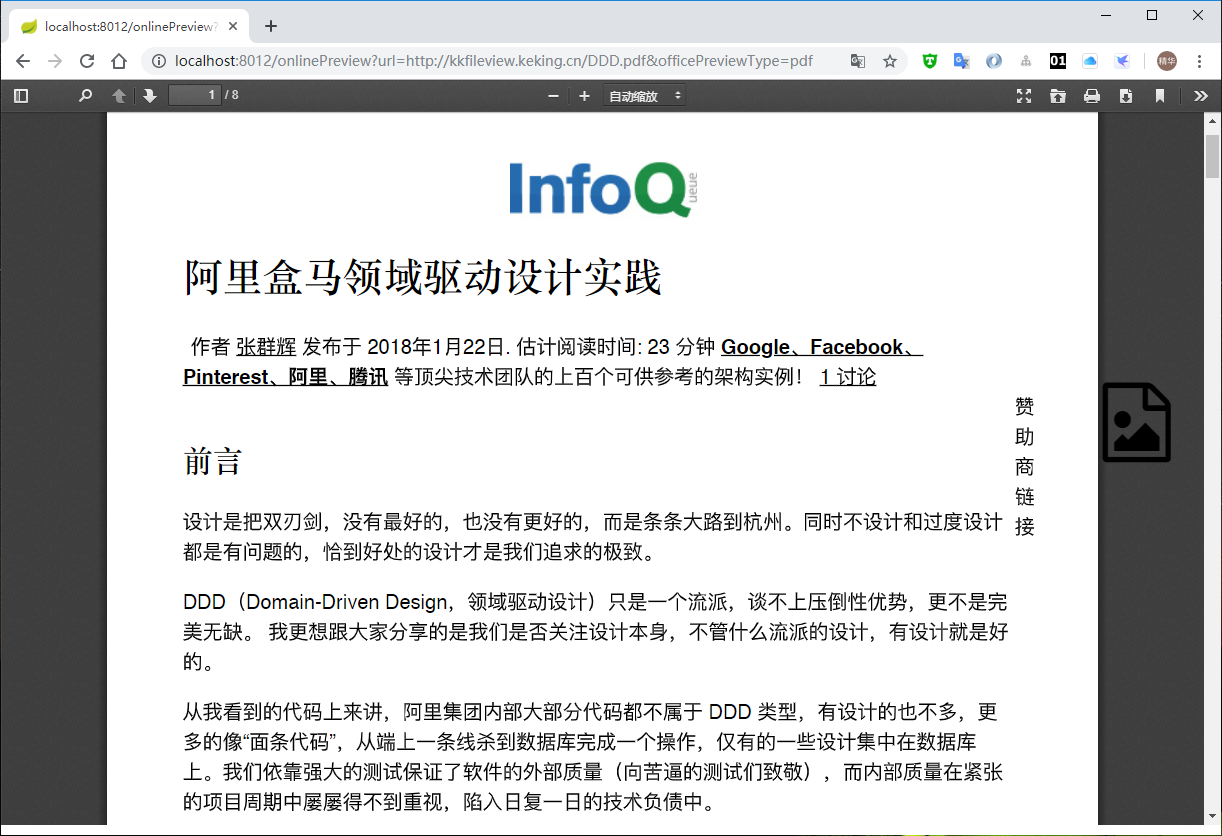 localhost:8012/onlinePreview?
localhost:8012/onlinePreview?url=http://kkfileview.keking.cn/DDD.pdf&officePreviewType=pdf
01
精华
1 / 8
自动缩放
InfoQ
ueue
阿里盒马领域驱动设计实践
作者 张群辉 发布于 2018年1月22日. 估计阅读时间: 23 分钟 Google、Facebook、
Pinterest、阿里、腾讯 等顶尖技术团队的上百个可供参考的架构实例! 1 讨论
赞
助
商
链
接
前言
设计是把双刃剑，没有最好的，也没有更好的，而是条条大路到杭州。同时不设计和过度设计
都是有问题的，恰到好处的设计才是我们追求的极致。
DDD（Domain-Driven Design，领域驱动设计）只是一个流派，谈不上压倒性优势，更不是完
美无缺。 我更想跟大家分享的是我们是否关注设计本身，不管什么流派的设计，有设计就是好
的。
从我看到的代码上来讲，阿里集团内部大部分代码都不属于 DDD 类型，有设计的也不多，更
多的像“面条代码”，从端上一条线杀到数据库完成一个操作，仅有的一些设计集中在数据库
上。我们依靠强大的测试保证了软件的外部质量（向苦逼的测试们致敬），而内部质量在紧张
的项目周期中屡屡得不到重视，陷入日复一日的技术负债中。